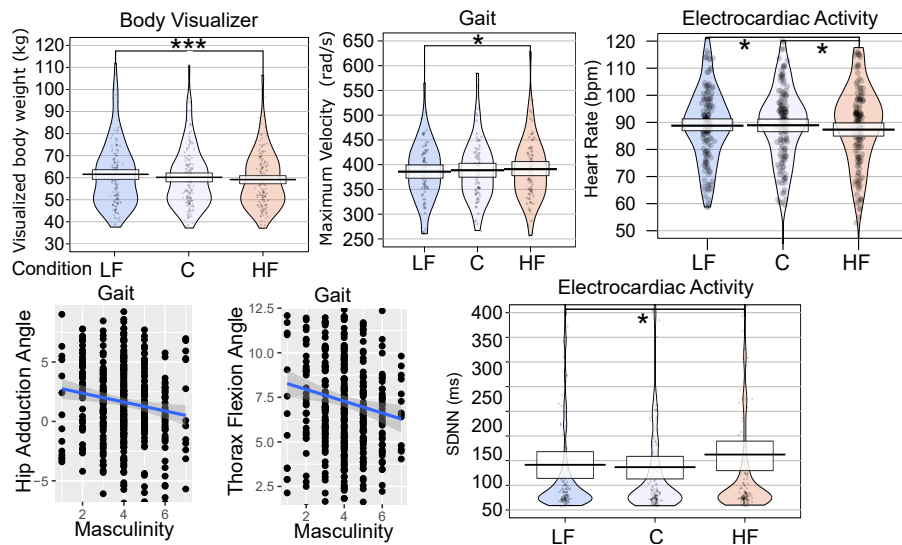 Body Visualizer
Visualized body weight (kg)
120
110
100
90
80
70
60
50
40
30
***
Condition LF C HF
Gait
Maximum Velocity (rad/s)
650
600
550
500
450
400
350
300
250
*
LF C HF
Electrocardiac Activity
Heart Rate (bpm)
120
110
100
90
80
70
60
50
* *
LF C HF
Gait
Hip Adduction Angle
5
0
-5
2 4 6
Masculinity
Gait
Thorax Flexion Angle
12.5
10.0
7.5
5.0
2.5
2 4 6
Masculinity
Electrocardiac Activity
SDNN (ms)
400
350
300
250
200
150
100
50
*
LF C HF